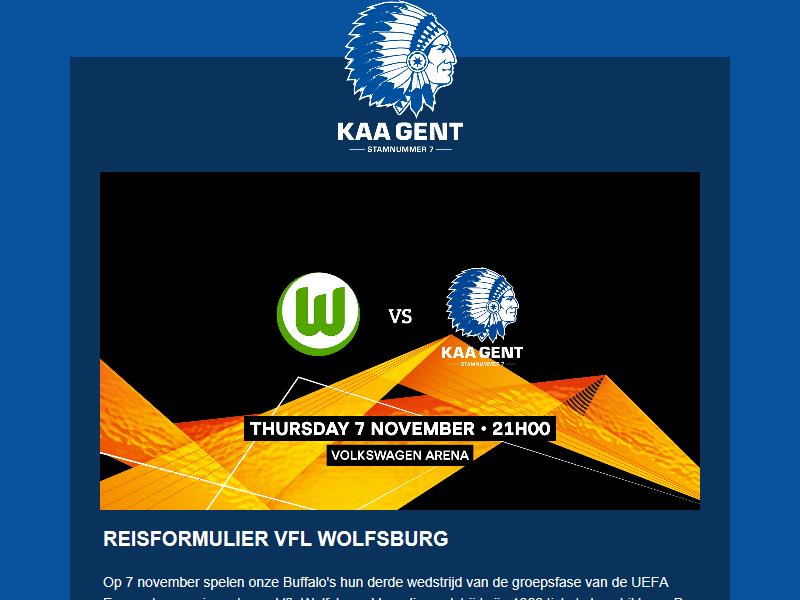 KAA GENT
STAMNUMMER 7
W
VS
KAA GENT
STAMNUMMER 7
THURSDAY 7 NOVEMBER • 21H00
VOLKSWAGEN ARENA
REISFORMULIER VFL WOLFSBURG
Op 7 november spelen onze Buffalo's hun derde wedstrijd van de groepsfase van de UEFA